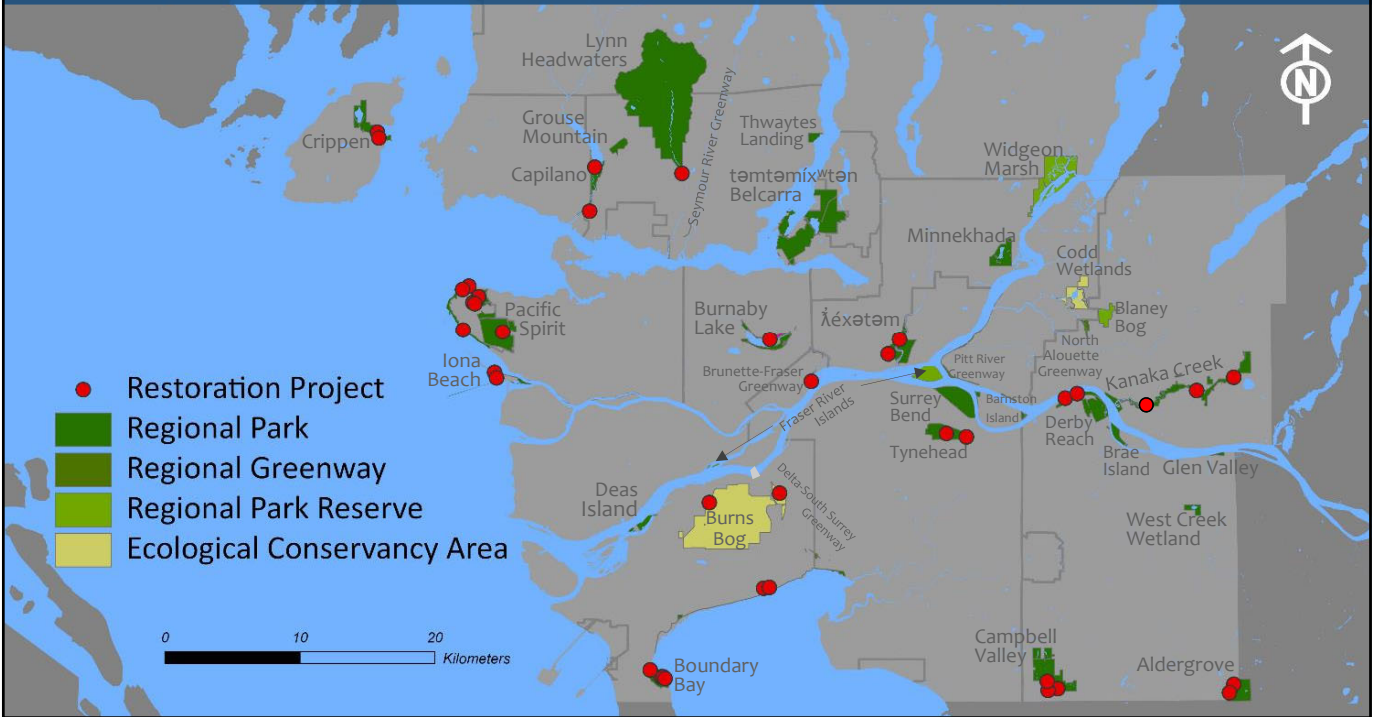 Lynn
Headwaters
Grouse
Mountain
Capilano
Crippen
Seymour River Greenway
Thwaytes
Landing
təmtəmíxʷtən
Belcarra
Widgeon
Marsh
Minnekhada
Codd
Wetlands
Blaney
Bog
North
Alouette
Greenway
Pacific
Spirit
Iona
Beach
Burnaby
Lake
Brunette-Fraser
Greenway
ƛ̓éxətəm
Pitt River
Greenway
Fraser River
Islands
Surrey
Bend
Barnston
Island
Tynehead
Kanaka Creek
Derby
Reach
Brae
Island
Glen Valley
West Creek
Wetland
Deas
Island
Burns
Bog
Delta-South Surrey
Greenway
Boundary
Bay
Campbell
Valley
Aldergrove
N
Restoration Project
Regional Park
Regional Greenway
Regional Park Reserve
Ecological Conservancy Area
0 10 20
Kilometers